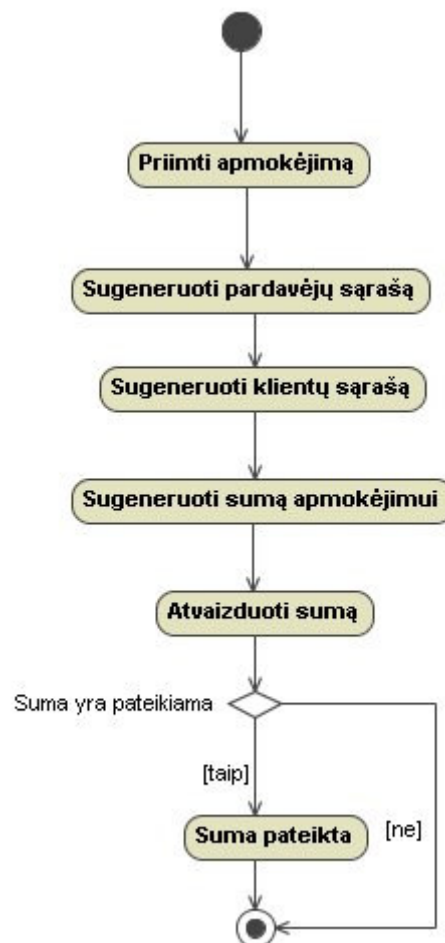 Priimti apmokėjimą
Sugeneruoti pardavėjų sąrašą
Sugeneruoti klientų sąrašą
Sugeneruoti sumą apmokėjimui
Atvaizduoti sumą
Suma yra pateikiama
[taip]
Suma pateikta
[ne]